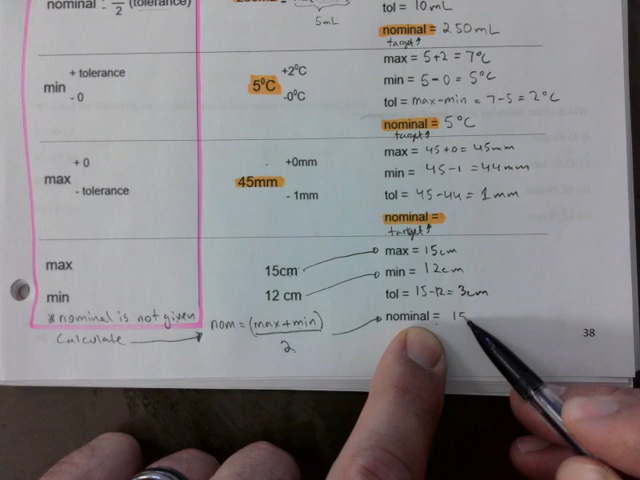 nominal ± 1/2 (tolerance)
5mL
tol = 10mL
nominal = 250mL
target↑
min + tolerance - 0
5°C +2°C -0°C
max = 5+2 = 7°C
min = 5-0 = 5°C
tol = max-min = 7-5 = 2°C
nominal = 5°C
target↑
max +0 - tolerance
45mm +0mm - 1mm
max = 45+0 = 45mm
min = 45-1 = 44mm
tol = 45-44 = 1mm
nominal =
target↑
max 15cm max = 15cm
min 12 cm min = 12cm
tol = 15-12 = 3cm
* nominal is not given
calculate → nom = (max+min)/2 → nominal = 15
38